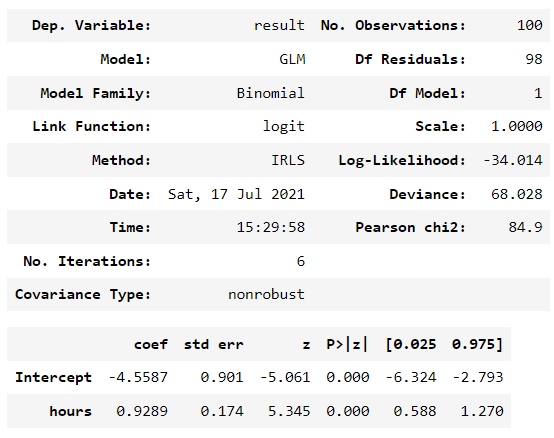 Dep. Variable: result No. Observations: 100
Model: GLM Df Residuals: 98
Model Family: Binomial Df Model: 1
Link Function: logit Scale: 1.0000
Method: IRLS Log-Likelihood: -34.014
Date: Sat, 17 Jul 2021 Deviance: 68.028
Time: 15:29:58 Pearson chi2: 84.9
No. Iterations: 6
Covariance Type: nonrobust
coef std err z P>|z| [0.025 0.975]
Intercept -4.5587 0.901 -5.061 0.000 -6.324 -2.793
hours 0.9289 0.174 5.345 0.000 0.588 1.270